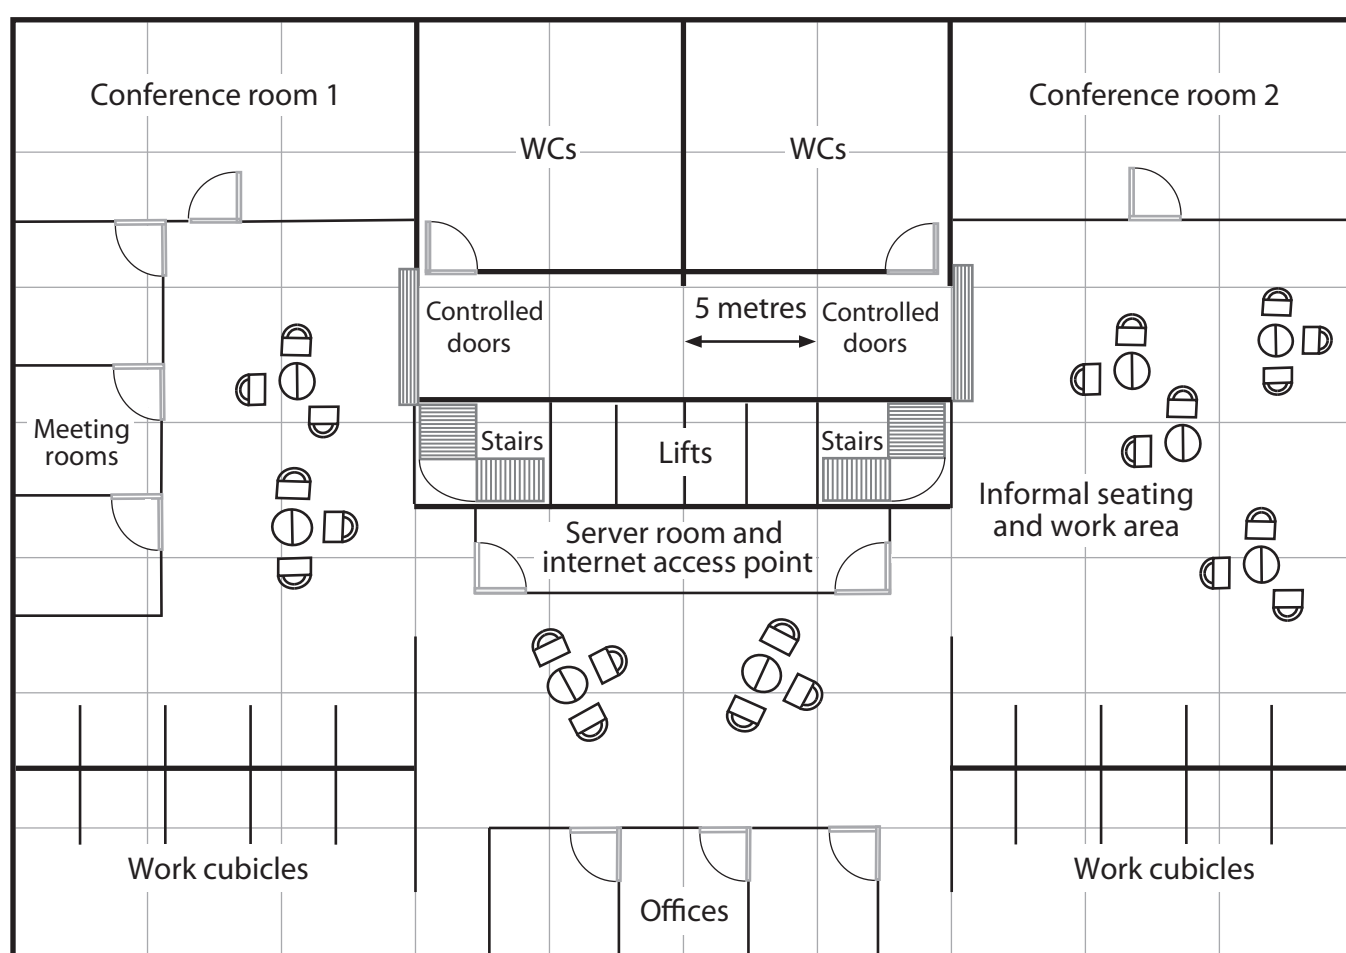 Conference room 1
Conference room 2
WCs
WCs
Controlled
doors
5 metres
Controlled
doors
Meeting
rooms
Stairs
Lifts
Stairs
Informal seating
and work area
Server room and
internet access point
Work cubicles
Work cubicles
Offices